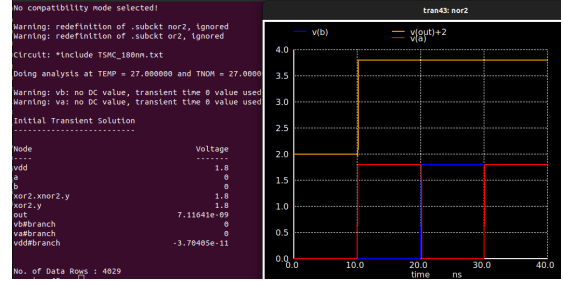 No compatibility mode selected!
Warning: redefinition of .subckt nor2, ignored
Warning: redefinition of .subckt or2, ignored
Circuit: *include TSMC_180nm.txt
Doing analysis at TEMP = 27.000000 and TNOM = 27.0000
Warning: vb: no DC value, transient time 0 value used
Warning: va: no DC value, transient time 0 value used
Initial Transient Solution
--------------------------
Node Voltage
---- -------
vdd 1.8
a 0
b 0
xor2.xnor2.y 1.8
xor2.y 1.8
out 7.11641e-09
vb#branch 0
va#branch 0
vdd#branch -3.70405e-11
No. of Data Rows : 4029
tran43: nor2
v(b) v(out)+2
v(a)
4.0
3.5
3.0
2.5
2.0
1.5
1.0
0.5
0.0
0.0 10.0 20.0 30.0 40.0
time ns